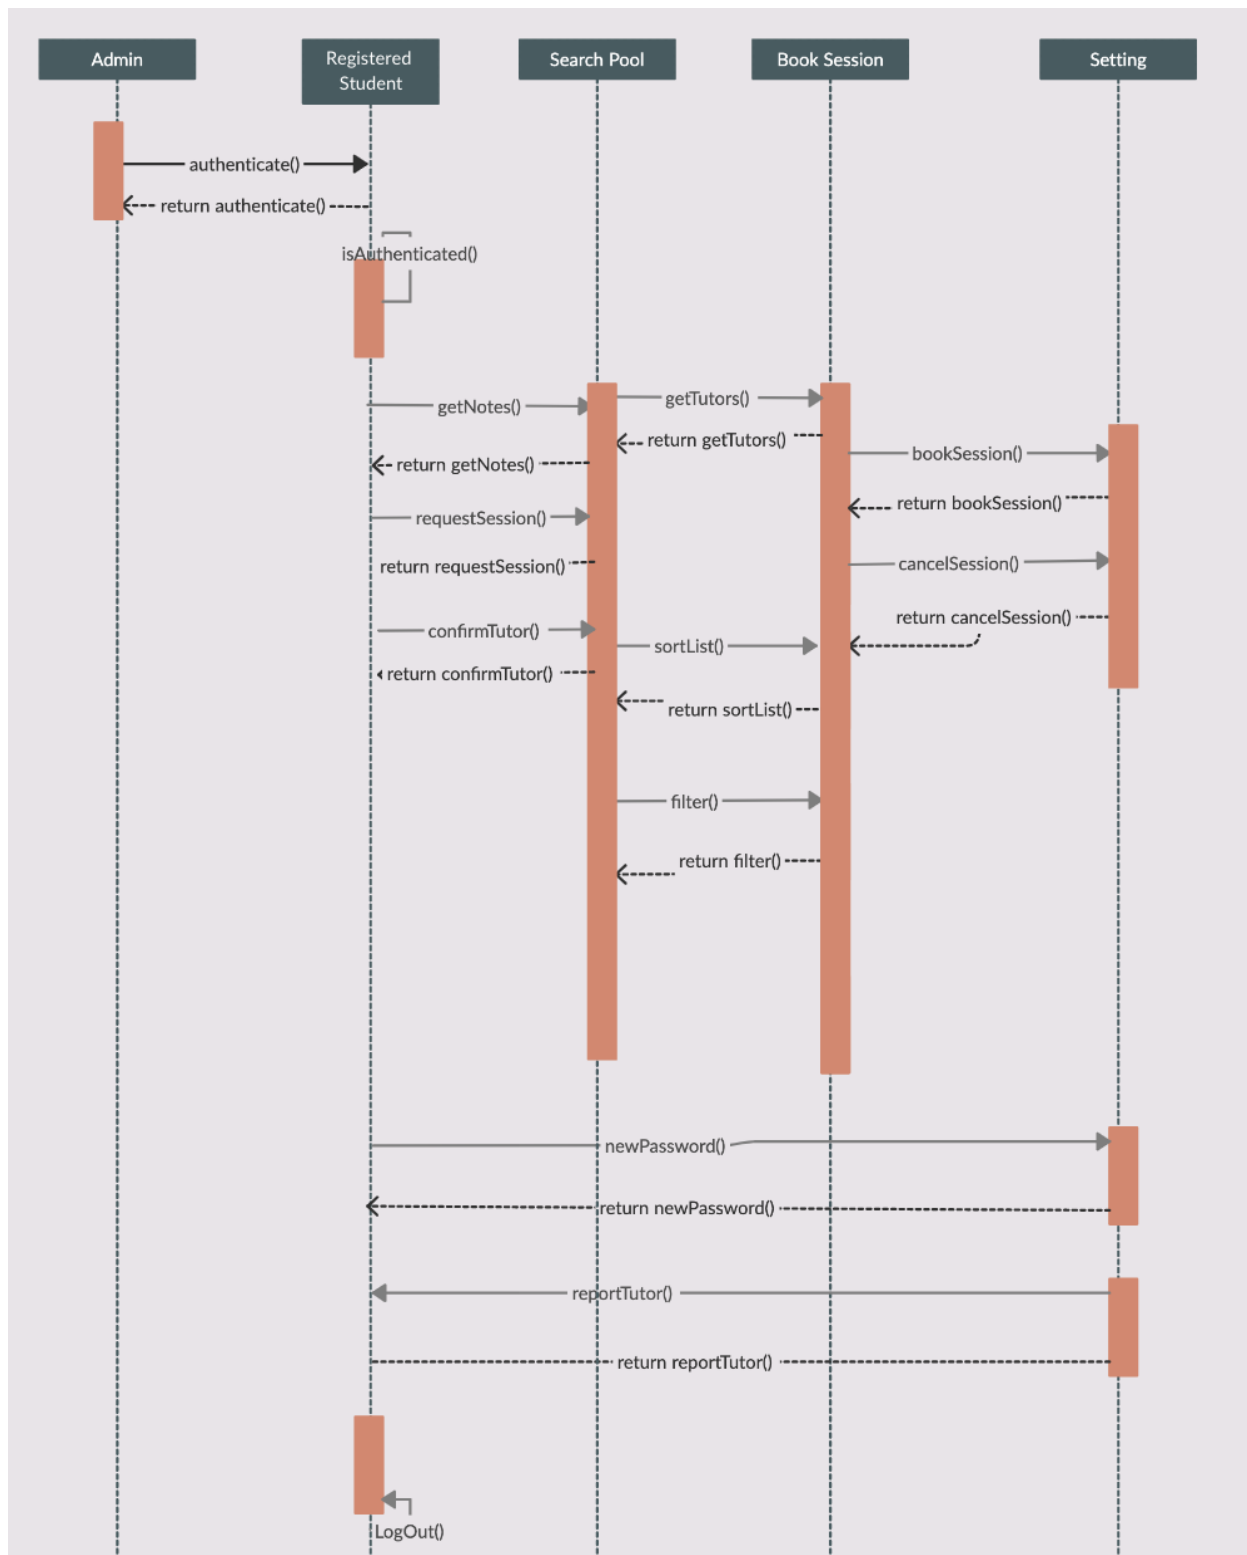 Admin
Registered
Student
Search Pool
Book Session
Setting
authenticate()
return authenticate()
isAuthenticated()
getNotes()
getTutors()
return getTutors()
return getNotes()
bookSession()
return bookSession()
requestSession()
return requestSession()
cancelSession()
return cancelSession()
confirmTutor()
sortList()
return confirmTutor()
return sortList()
filter()
return filter()
newPassword()
return newPassword()
reportTutor()
return reportTutor()
LogOut()